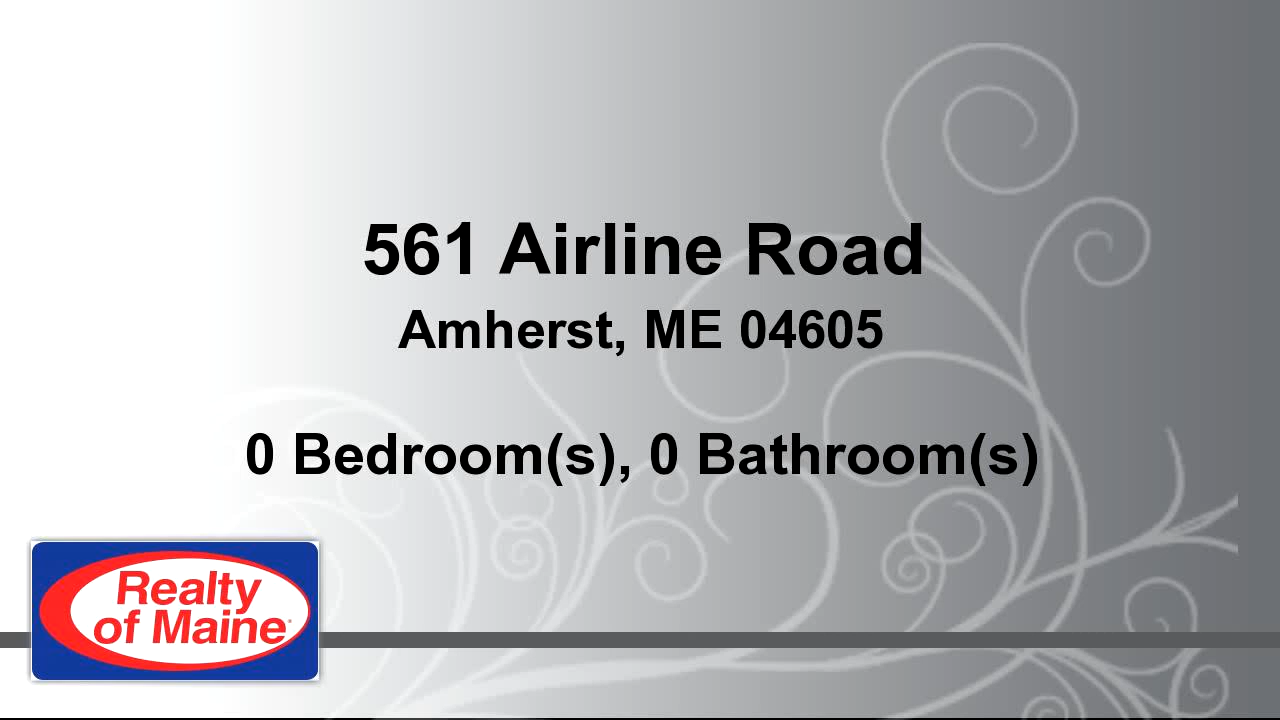 561 Airline Road
Amherst, ME 04605
0 Bedroom(s), 0 Bathroom(s)
Realty
of Maine